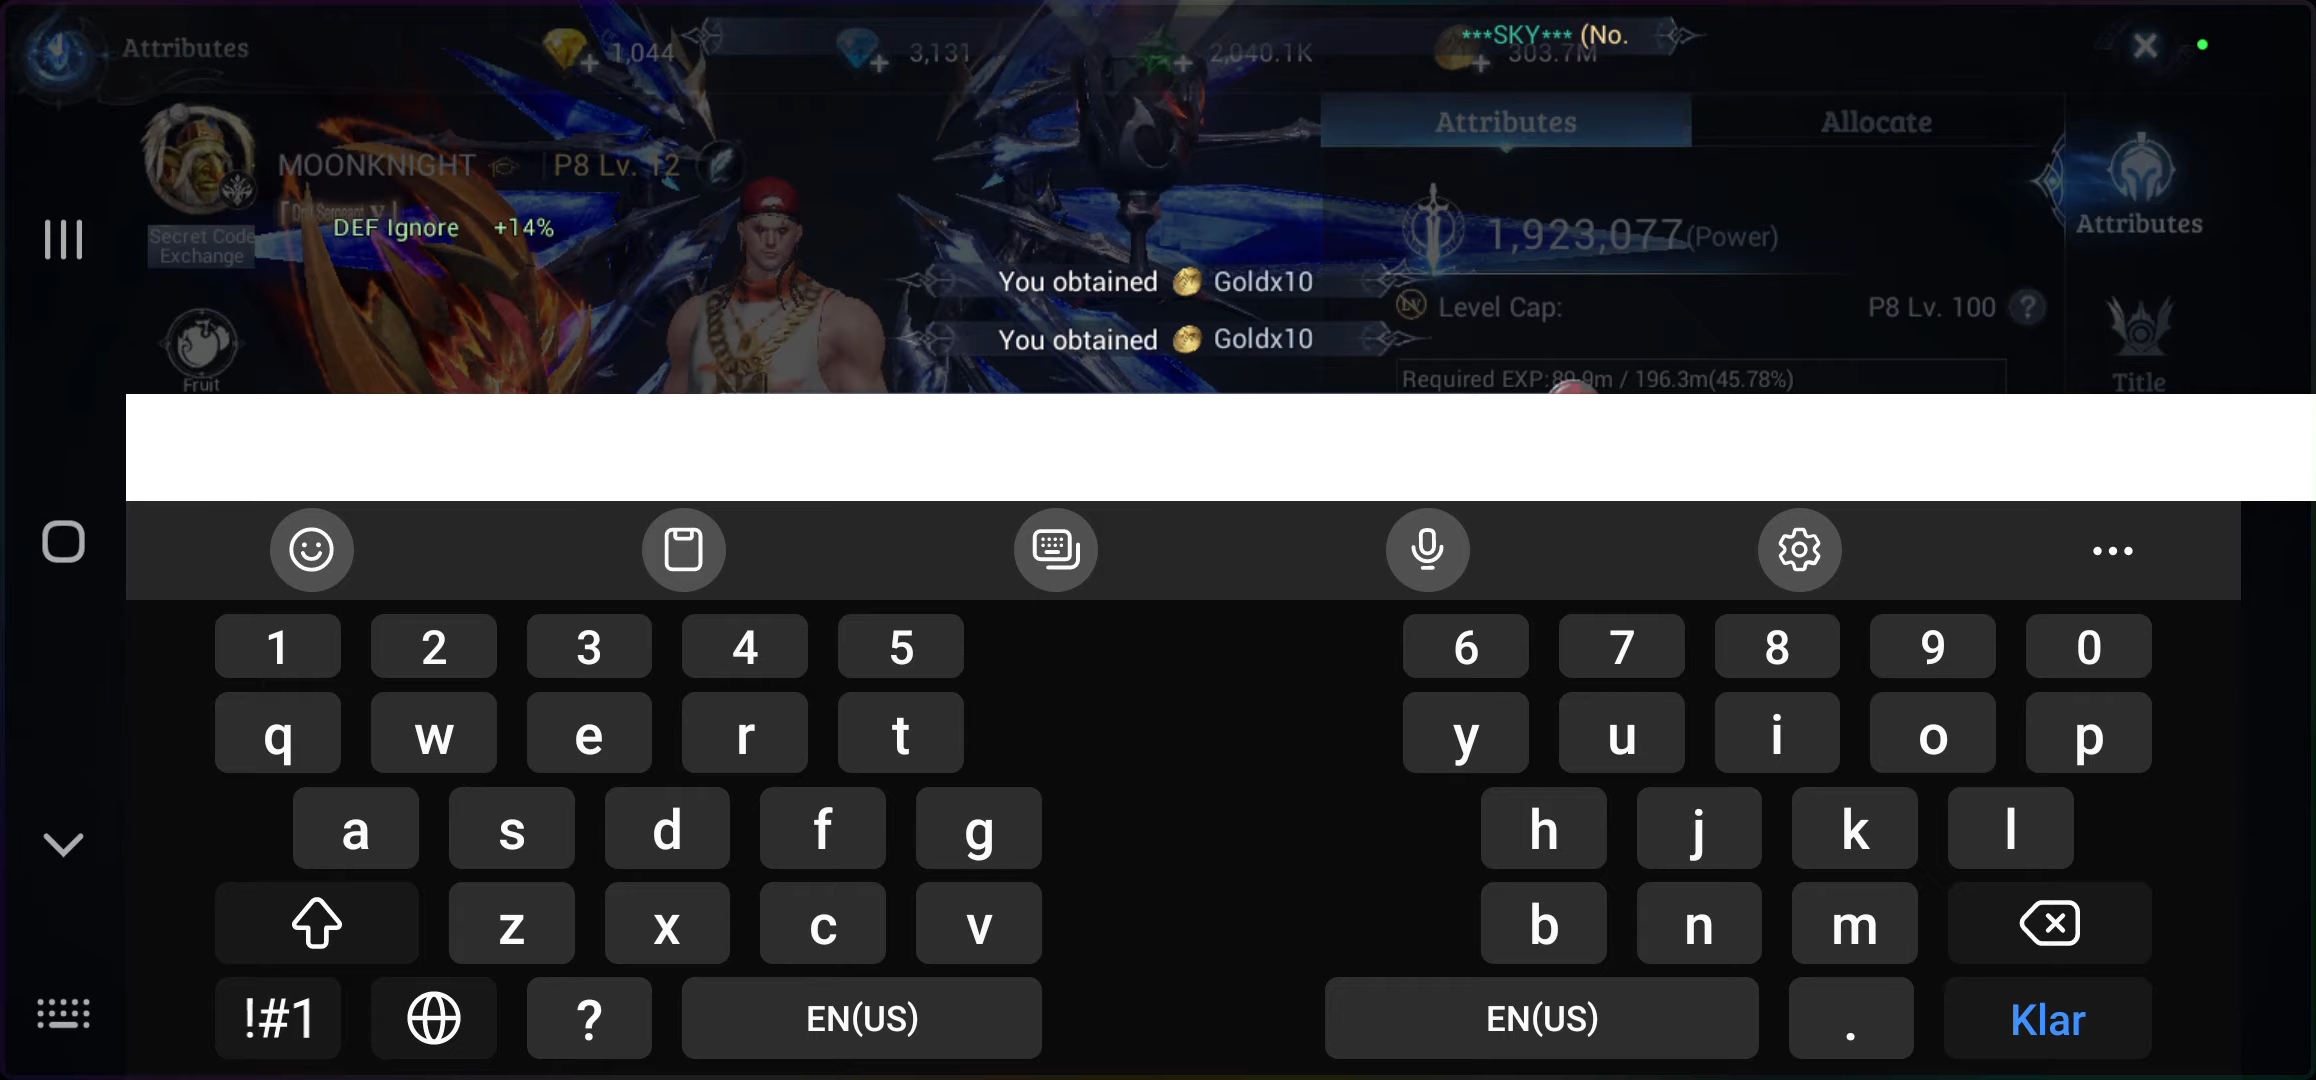 Attributes
1,044
3,131
2,040.1K
303.7M
***SKY*** (No.
MOONKNIGHT
P8 Lv. 12
Secret Code
Exchange
DEF Ignore +14%
Fruit
You obtained Goldx10
You obtained Goldx10
Attributes
Allocate
1,923,077(Power)
LV Level Cap: P8 Lv. 100 ?
Required EXP:89.9m / 196.3m(45.78%)
Attributes
Title
1 2 3 4 5 6 7 8 9 0
q w e r t y u i o p
a s d f g h j k l
z x c v b n m
!#1 ? EN(US) EN(US) . Klar